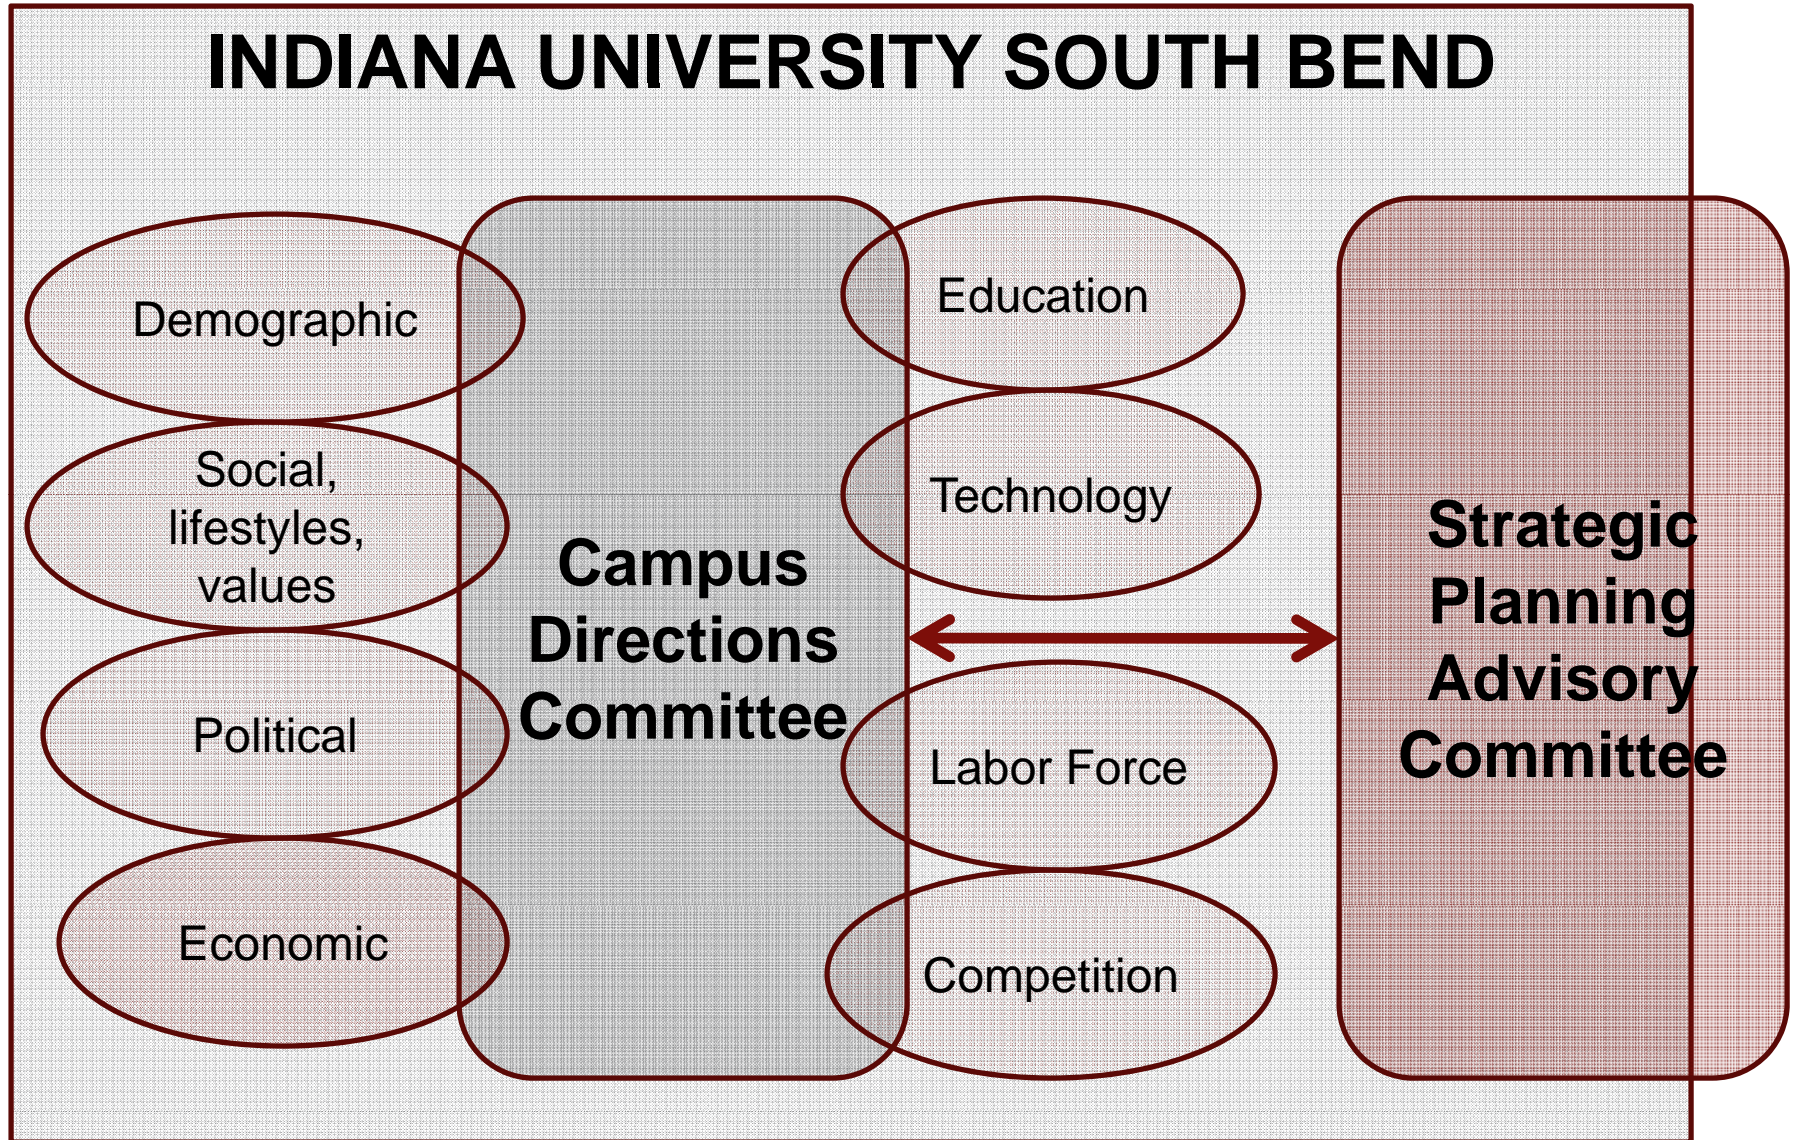 INDIANA UNIVERSITY SOUTH BEND
Demographic
Social,
lifestyles,
values
Political
Economic
Campus
Directions
Committee
Education
Technology
Labor Force
Competition
Strategic
Planning
Advisory
Committee